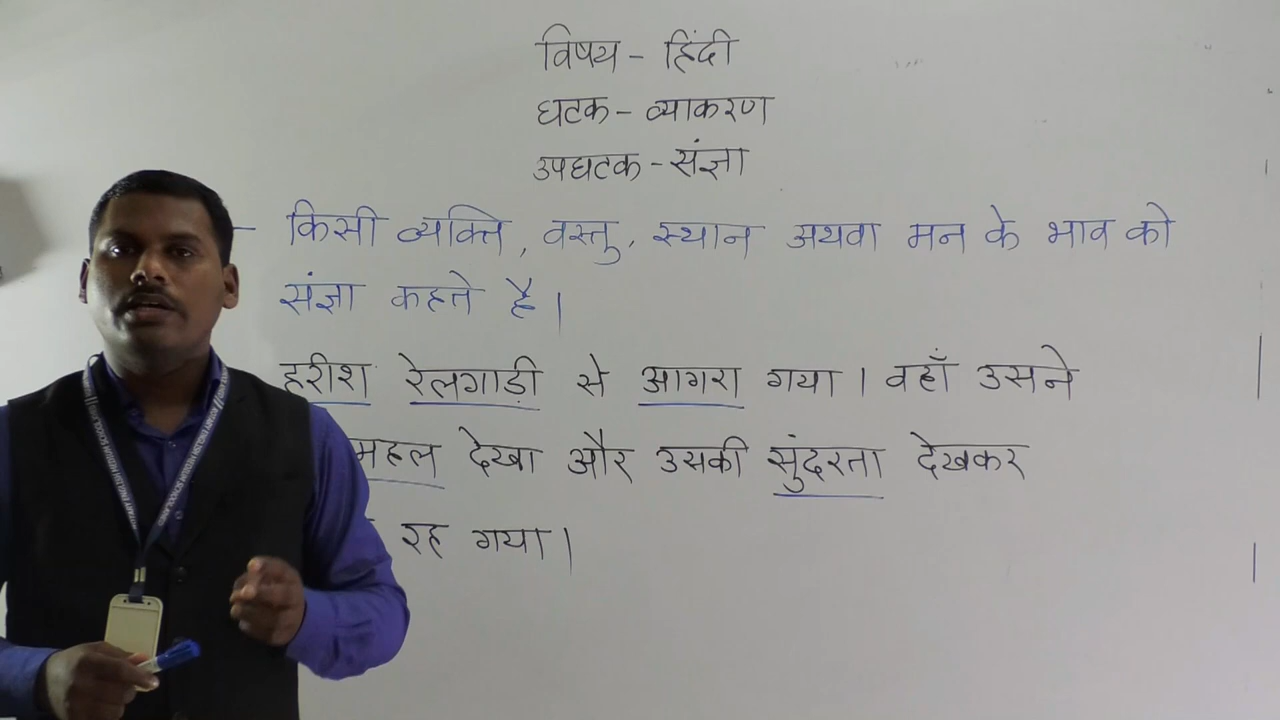 विषय - हिंदी
घटक - व्याकरण
उपघटक - संज्ञा
- किसी व्यक्ति, वस्तु, स्थान अथवा मन के भाव को
संज्ञा कहते है।
हरीश रेलगाड़ी से आगरा गया। वहाँ उसने
महल देखा और उसकी सुंदरता देखकर
रह गया।